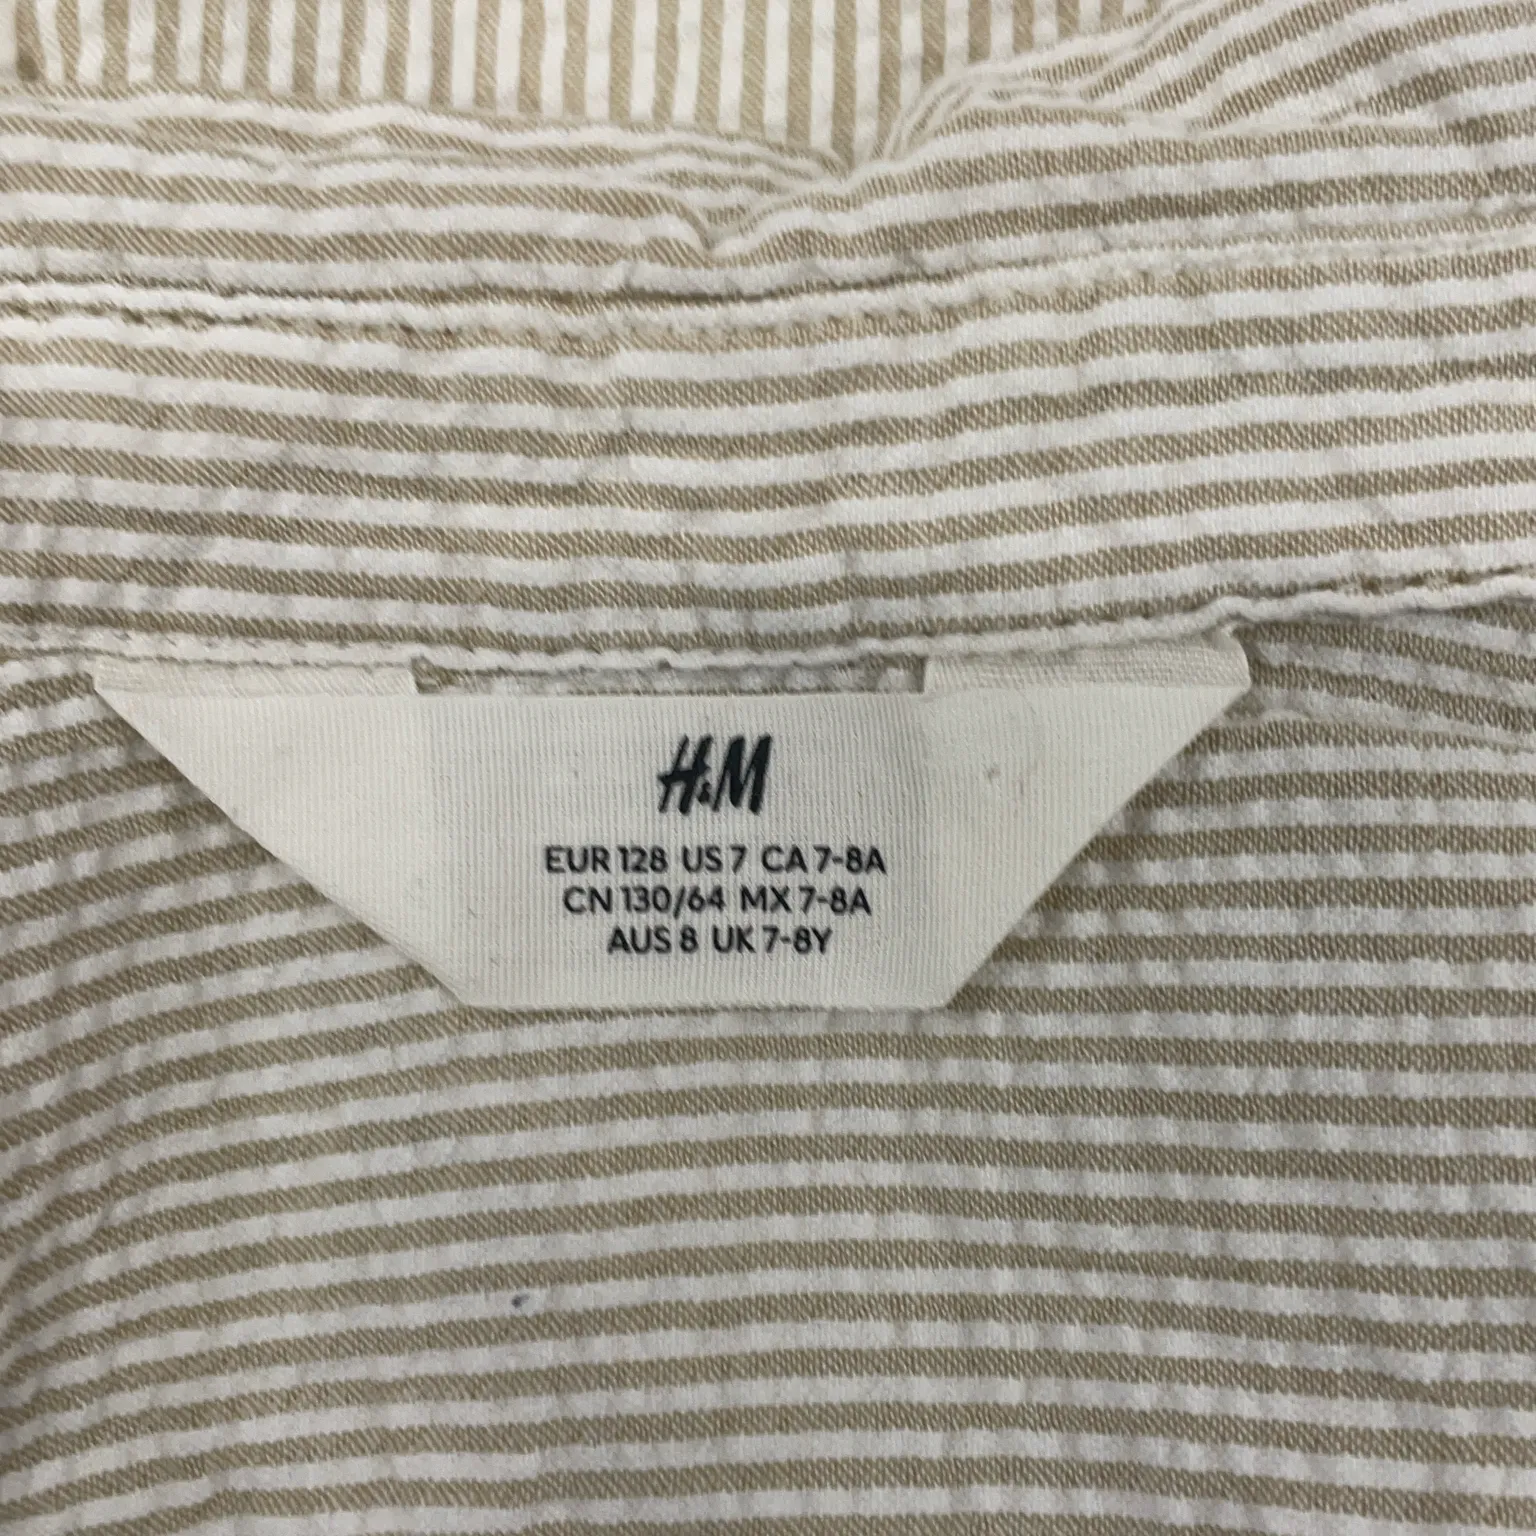 H&M
EUR 128 US 7 CA 7-8A
CN 130/64 MX 7-8A
AUS 8 UK 7-8Y